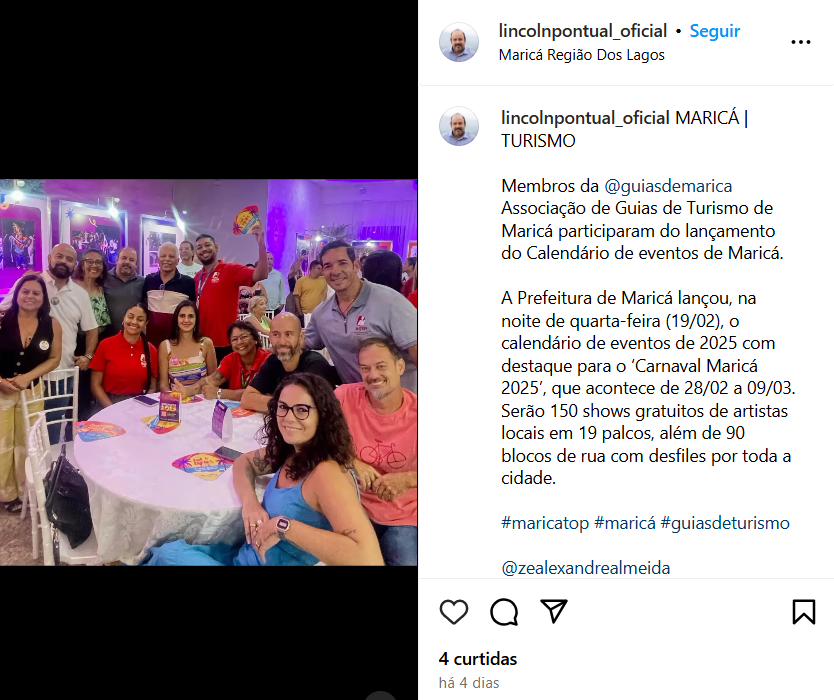 lincolnpontual_oficial • Seguir
Maricá Região Dos Lagos
lincolnpontual_oficial MARICÁ |
TURISMO
Membros da @guiasdemarica
Associação de Guias de Turismo de
Maricá participaram do lançamento
do Calendário de eventos de Maricá.
A Prefeitura de Maricá lançou, na
noite de quarta-feira (19/02), o
calendário de eventos de 2025 com
destaque para o ‘Carnaval Maricá
2025’, que acontece de 28/02 a 09/03.
Serão 150 shows gratuitos de artistas
locais em 19 palcos, além de 90
blocos de rua com desfiles por toda a
cidade.
#maricatop #maricá #guiasdeturismo
@zealexandrealmeida
4 curtidas
há 4 dias